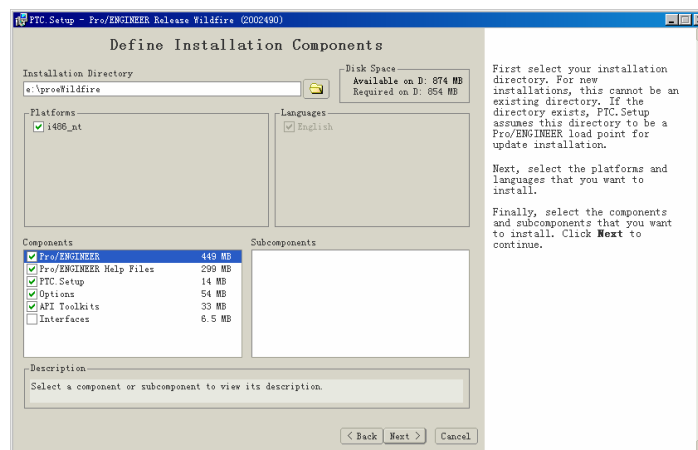 PTC.Setup - Pro/ENGINEER Release Wildfire (2002490)
Define Installation Components
Installation Directory
e:\proeWildfire
Disk Space
Available on D: 874 MB
Required on D: 854 MB
Platforms
i486_nt
Languages
English
Components
Pro/ENGINEER 449 MB
Pro/ENGINEER Help Files 299 MB
PTC.Setup 14 MB
Options 54 MB
API Toolkits 33 MB
Interfaces 6.5 MB
Subcomponents
Description
Select a component or subcomponent to view its description.
< Back
Next >
Cancel
First select your installation
directory. For new
installations, this cannot be an
existing directory. If the
directory exists, PTC.Setup
assumes this directory to be a
Pro/ENGINEER load point for
update installation.
Next, select the platforms and
languages that you want to
install.
Finally, select the components
and subcomponents that you want
to install. Click Next to
continue.